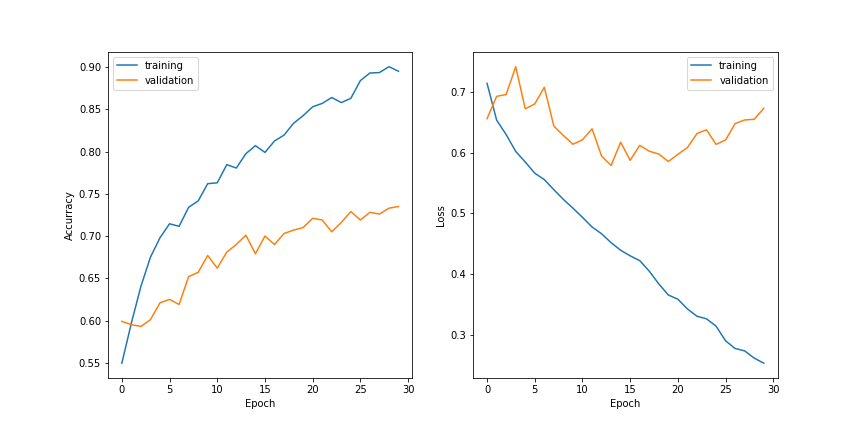 training
validation
0.90
0.85
0.80
0.75
0.70
0.65
0.60
0.55
Accurracy
0 5 10 15 20 25 30
Epoch
training
validation
0.7
0.6
0.5
0.4
0.3
Loss
0 5 10 15 20 25 30
Epoch